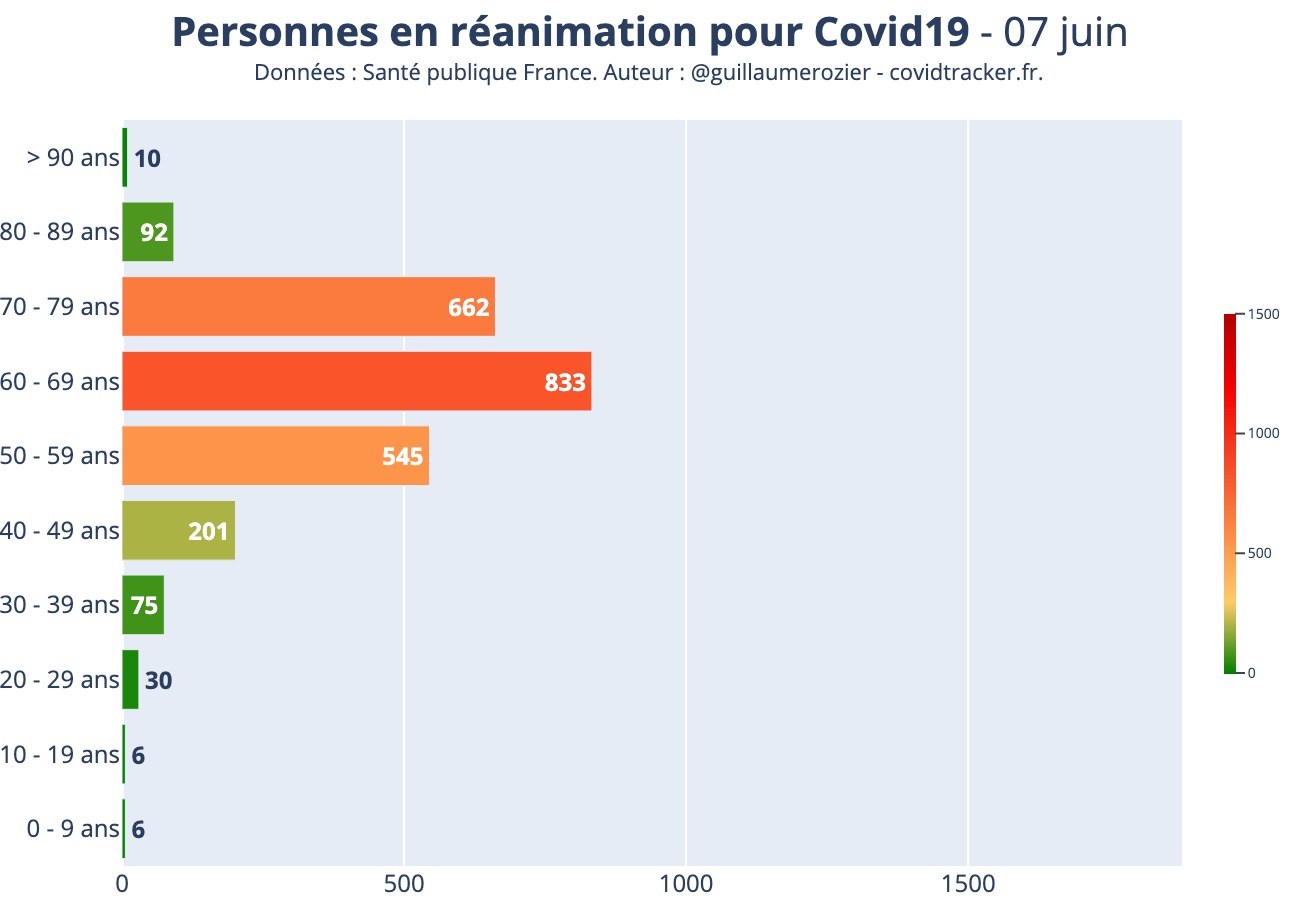 Personnes en réanimation pour Covid19 - 07 juin
Données : Santé publique France. Auteur : @guillaumerozier - covidtracker.fr.
> 90 ans 10
80 - 89 ans 92
70 - 79 ans 662
60 - 69 ans 833
50 - 59 ans 545
40 - 49 ans 201
30 - 39 ans 75
20 - 29 ans 30
10 - 19 ans 6
0 - 9 ans 6
0 500 1000 1500
1500
1000
500
0